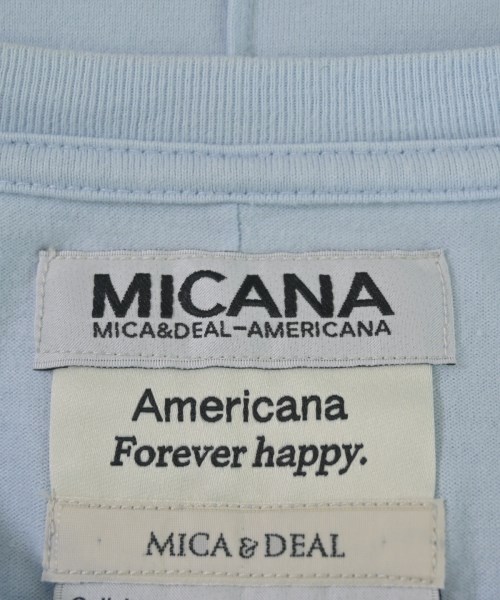 MICANA
MICA&DEAL-AMERICANA
Americana
Forever happy.
MICA & DEAL